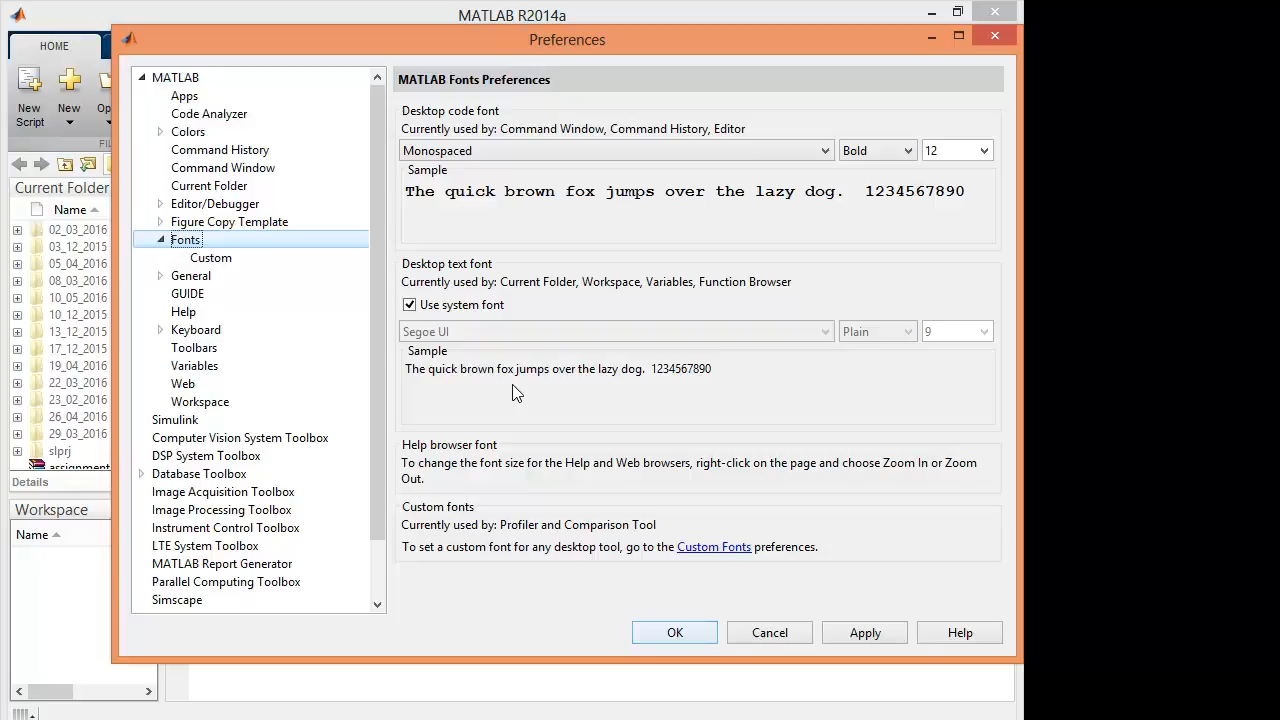 MATLAB R2014a
Preferences
HOME
New Script
New
Op
FIL
Current Folder
Name
02_03_2016
03_12_2015
05_04_2016
08_03_2016
10_05_2016
10_12_2015
13_12_2015
17_12_2015
19_04_2016
22_03_2016
23_02_2016
26_04_2016
29_03_2016
slprj
assignment
Details
Workspace
Name
MATLAB
Apps
Code Analyzer
Colors
Command History
Command Window
Current Folder
Editor/Debugger
Figure Copy Template
Fonts
Custom
General
GUIDE
Help
Keyboard
Toolbars
Variables
Web
Workspace
Simulink
Computer Vision System Toolbox
DSP System Toolbox
Database Toolbox
Image Acquisition Toolbox
Image Processing Toolbox
Instrument Control Toolbox
LTE System Toolbox
MATLAB Report Generator
Parallel Computing Toolbox
Simscape
MATLAB Fonts Preferences
Desktop code font
Currently used by: Command Window, Command History, Editor
Monospaced Bold 12
Sample
The quick brown fox jumps over the lazy dog. 1234567890
Desktop text font
Currently used by: Current Folder, Workspace, Variables, Function Browser
Use system font
Segoe UI Plain 9
Sample
The quick brown fox jumps over the lazy dog. 1234567890
Help browser font
To change the font size for the Help and Web browsers, right-click on the page and choose Zoom In or Zoom
Out.
Custom fonts
Currently used by: Profiler and Comparison Tool
To set a custom font for any desktop tool, go to the Custom Fonts preferences.
OK Cancel Apply Help